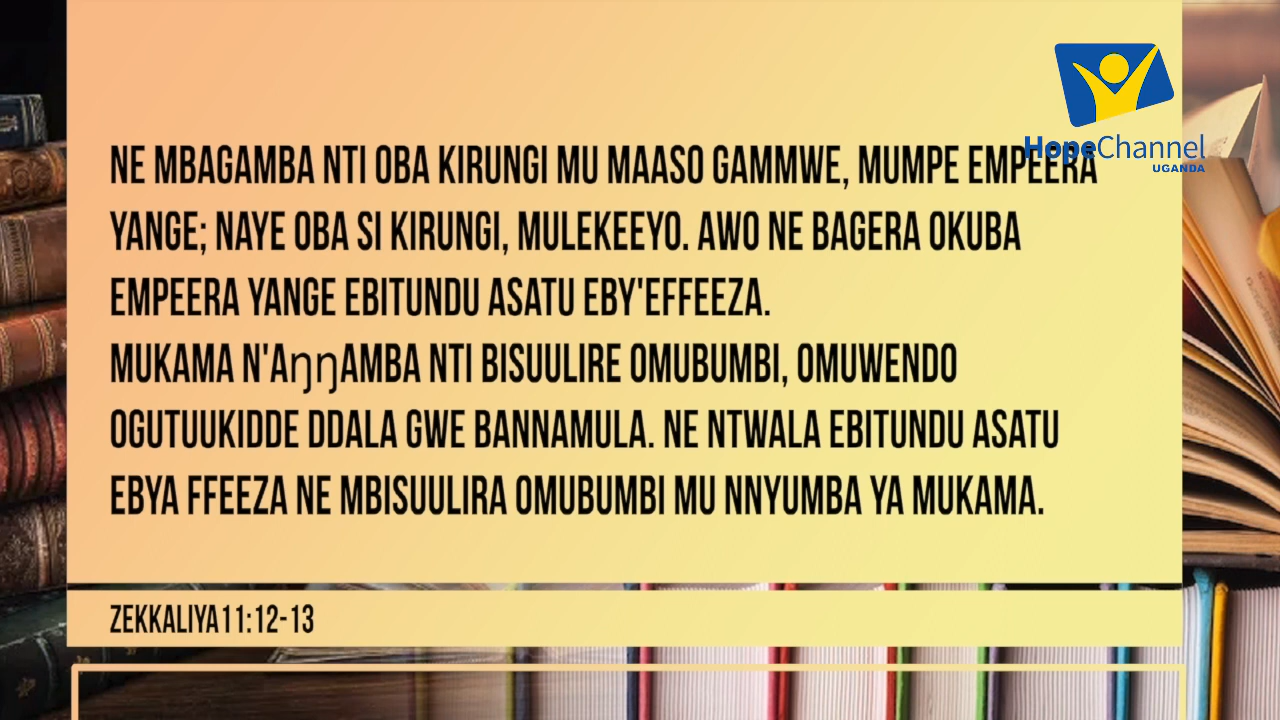 NE MBAGAMBA NTI OBA KIRUNGI MU MAASO GAMMWE, MUMPE EMPEERA
YANGE; NAYE OBA SI KIRUNGI, MULEKEEYO. AWO NE BAGERA OKUBA
EMPEERA YANGE EBITUNDU ASATU EBY'EFFEEZA.
MUKAMA N'AŋŋAMBA NTI BISUULIRE OMUBUMBI, OMUWENDO
OGUTUUKIDDE DDALA GWE BANNAMULA. NE NTWALA EBITUNDU ASATU
EBYA FFEEZA NE MBISUULIRA OMUBUMBI MU NNYUMBA YA MUKAMA.
ZEKKALIYA 11:12-13
HopeChannel
UGANDA